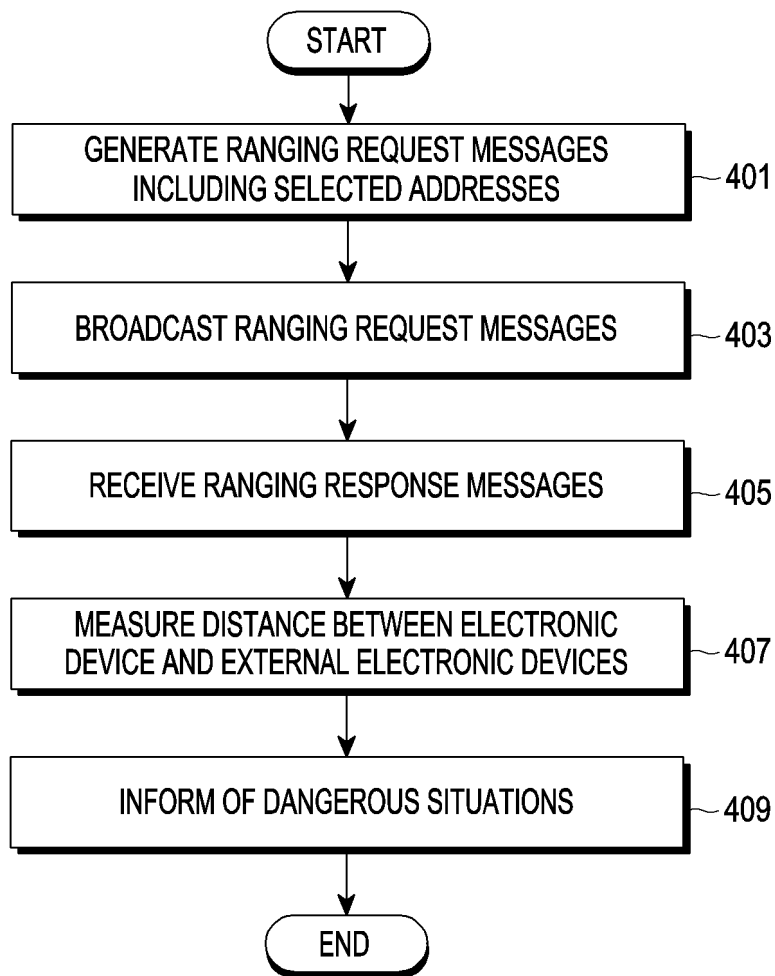 START
GENERATE RANGING REQUEST MESSAGES
INCLUDING SELECTED ADDRESSES
401
BROADCAST RANGING REQUEST MESSAGES
403
RECEIVE RANGING RESPONSE MESSAGES
405
MEASURE DISTANCE BETWEEN ELECTRONIC
DEVICE AND EXTERNAL ELECTRONIC DEVICES
407
INFORM OF DANGEROUS SITUATIONS
409
END